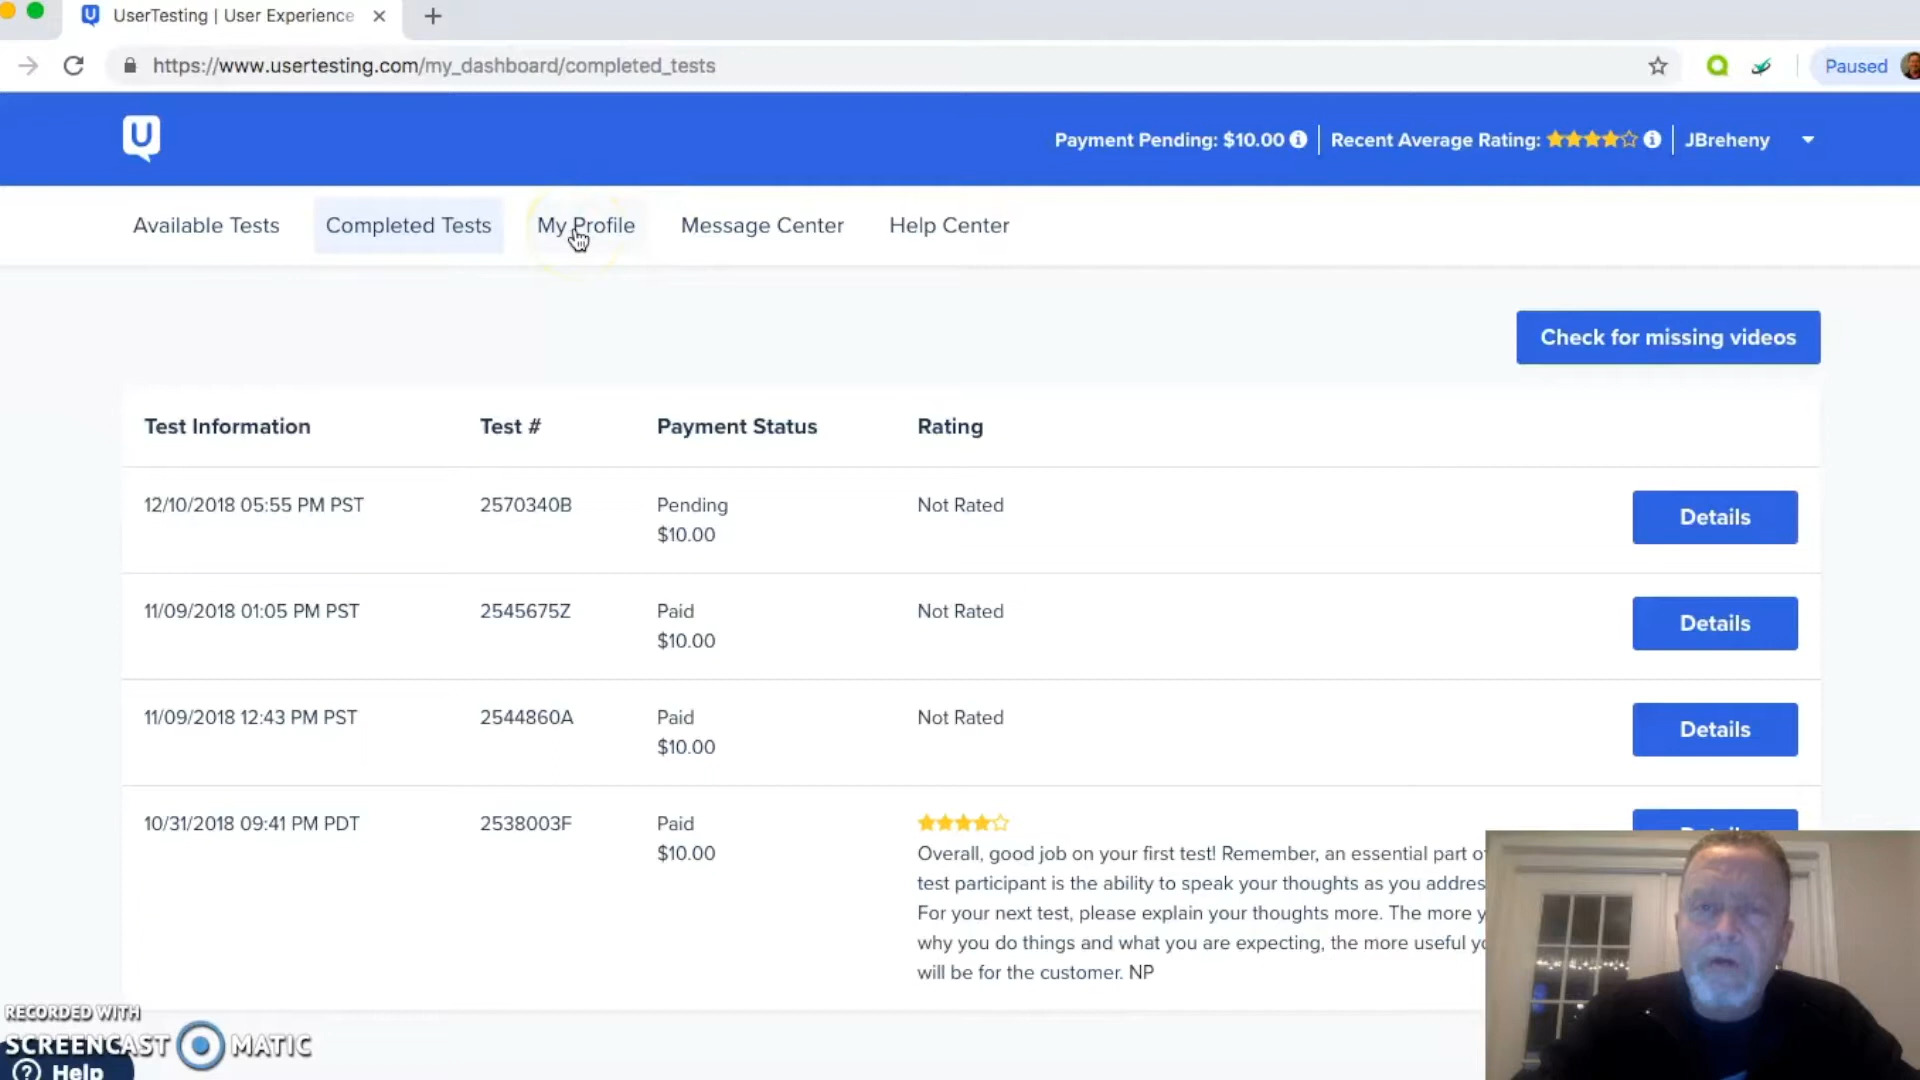 UserTesting | User Experience
https://www.usertesting.com/my_dashboard/completed_tests
Paused
U
Payment Pending: $10.00
Recent Average Rating:
JBreheny
Available Tests
Completed Tests
My Profile
Message Center
Help Center
Check for missing videos
Test Information
Test #
Payment Status
Rating
12/10/2018 05:55 PM PST
2570340B
Pending
$10.00
Not Rated
Details
11/09/2018 01:05 PM PST
2545675Z
Paid
$10.00
Not Rated
Details
11/09/2018 12:43 PM PST
2544860A
Paid
$10.00
Not Rated
Details
10/31/2018 09:41 PM PDT
2538003F
Paid
$10.00
Overall, good job on your first test! Remember, an essential part
test participant is the ability to speak your thoughts as you
For your next test, please explain your thoughts more. The more
why you do things and what you are expecting, the more useful
will be for the customer. NP
RECORDED WITH
SCREENCAST MATIC
Help